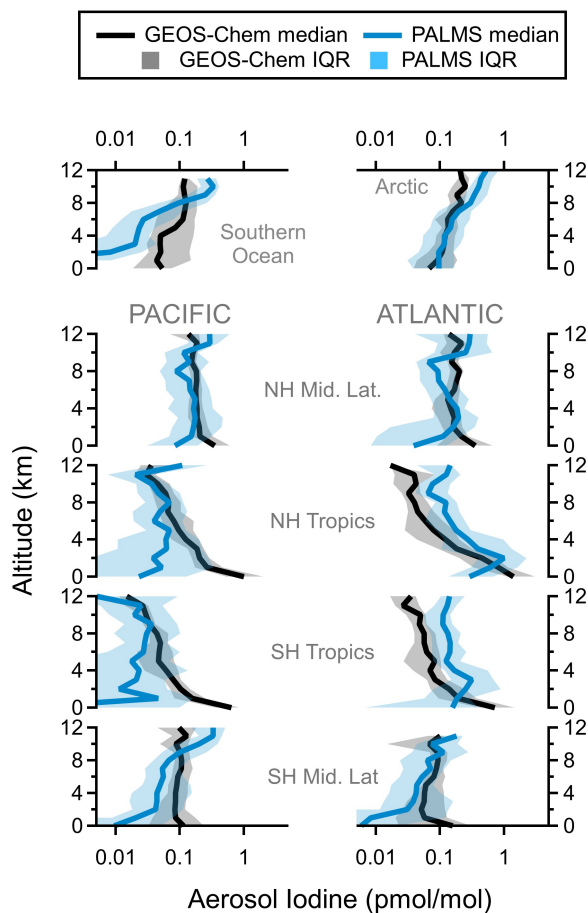 GEOS-Chem median PALMS median
GEOS-Chem IQR PALMS IQR
0.01 0.1 1 0.01 0.1 1
12 12
Arctic
8 8
Southern
Ocean
4 4
0 0
PACIFIC ATLANTIC
12 12
8 8
NH Mid. Lat.
4 4
0 0
Altitude (km)
12 12
8 8
NH Tropics
4 4
0 0
12 12
8 8
SH Tropics
4 4
0 0
12 12
8 8
SH Mid. Lat
4 4
0 0
0.01 0.1 1 0.01 0.1 1
Aerosol Iodine (pmol/mol)